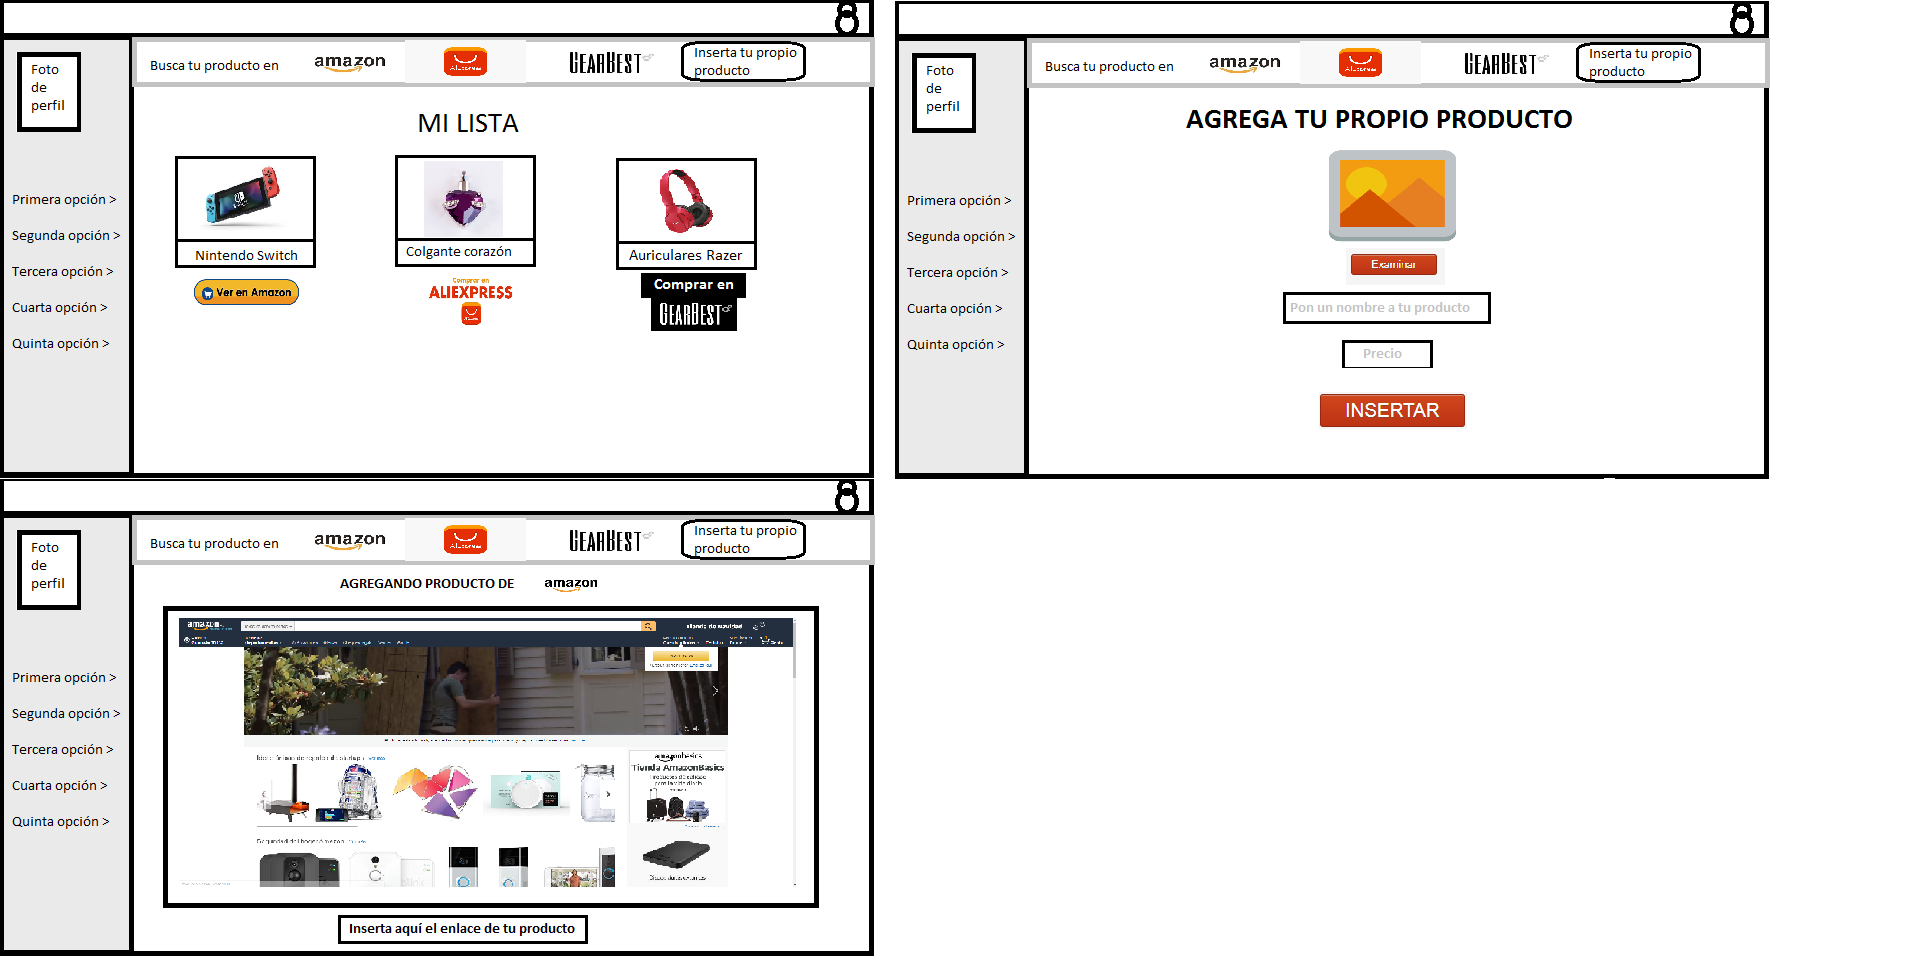 Foto
de
perfil
Primera opción >
Segunda opción >
Tercera opción >
Cuarta opción >
Quinta opción >
Busca tu producto en
amazon
AliExpress
GEARBEST
Inserta tu propio
producto
MI LISTA
Nintendo Switch
Ver en Amazon
Colgante corazón
Comprar en
ALIEXPRESS
Auriculares Razer
Comprar en
GEARBEST
Foto
de
perfil
Primera opción >
Segunda opción >
Tercera opción >
Cuarta opción >
Quinta opción >
Busca tu producto en
amazon
AliExpress
GEARBEST
Inserta tu propio
producto
AGREGA TU PROPIO PRODUCTO
Examinar
Pon un nombre a tu producto
Precio
INSERTAR
Foto
de
perfil
Primera opción >
Segunda opción >
Tercera opción >
Cuarta opción >
Quinta opción >
Busca tu producto en
amazon
AliExpress
GEARBEST
Inserta tu propio
producto
AGREGANDO PRODUCTO DE amazon
amazon
amazonbasics
Tienda AmazonBasics
Inserta aquí el enlace de tu producto